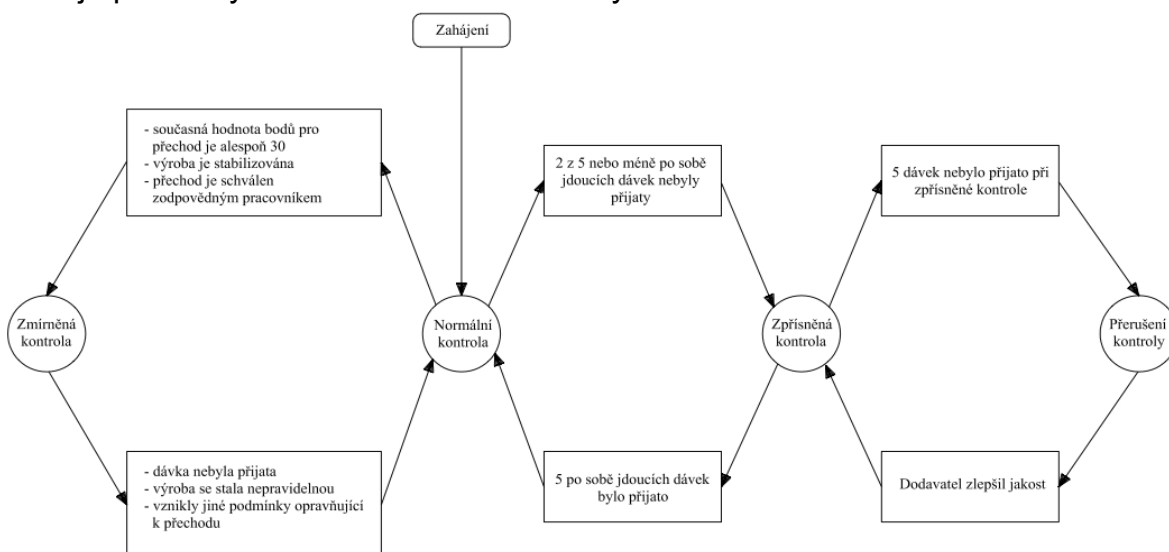 Zahájení
- současná hodnota bodů pro
přechod je alespoň 30
- výroba je stabilizována
- přechod je schválen
zodpovědným pracovníkem
2 z 5 nebo méně po sobě
jdoucích dávek nebyly
přijaty
5 dávek nebylo přijato při
zpřísněné kontrole
Zmírněná
kontrola
Normální
kontrola
Zpřísněná
kontrola
Přerušení
kontroly
- dávka nebyla přijata
- výroba se stala nepravidelnou
- vznikly jiné podmínky opravňující
k přechodu
5 po sobě jdoucích dávek
bylo přijato
Dodavatel zlepšil jakost